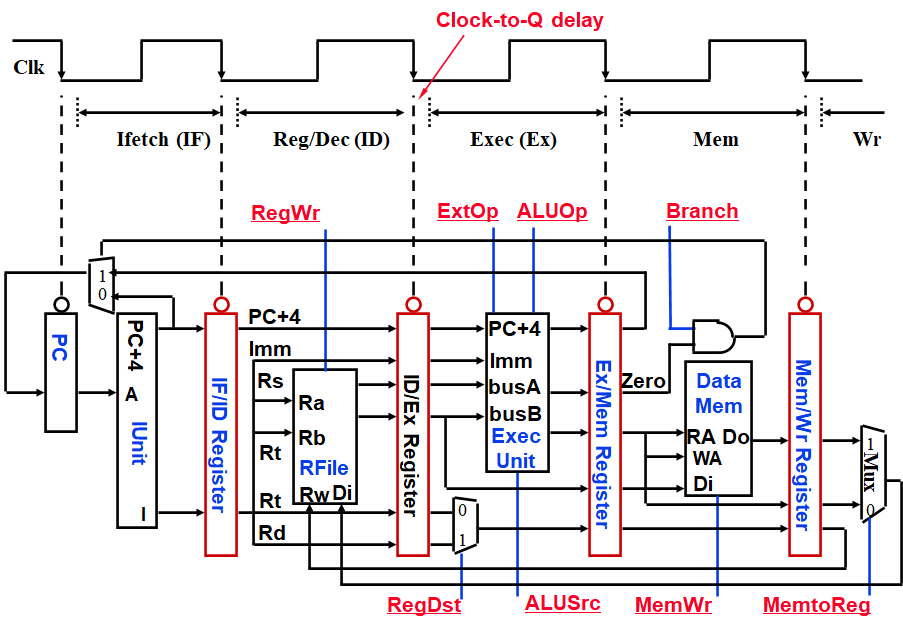 Clock-to-Q delay
Clk
Ifetch (IF)
Reg/Dec (ID)
Exec (Ex)
Mem
Wr
RegWr
ExtOp
ALUOp
Branch
1
0
PC
PC+4
A
IUnit
I
IF/ID Register
PC+4
Imm
Rs
Rt
Rt
Rd
Ra
Rb
RFile
Rw Di
ID/Ex Register
0
1
PC+4
Imm
busA
busB
Exec
Unit
Ex/Mem Register
Zero
Data
Mem
RA Do
WA
Di
Mem/Wr Register
1
Mux
0
RegDst
ALUSrc
MemWr
MemtoReg